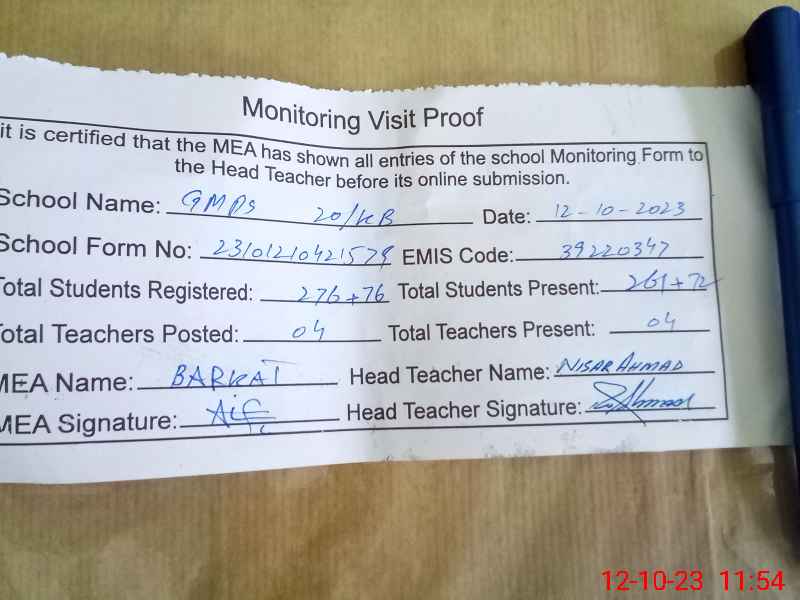 Monitoring Visit Proof
it is certified that the MEA has shown all entries of the school Monitoring Form to
the Head Teacher before its online submission.
School Name: GMPS 20/KB Date: 12-10-2023
School Form No: 23101210421579 EMIS Code: 39220347
Total Students Registered: 276+76 Total Students Present: 261+72
Total Teachers Posted: 04 Total Teachers Present: 04
MEA Name: BARKAT Head Teacher Name: NISAR AHMAD
MEA Signature: Head Teacher Signature:
12-10-23 11:54